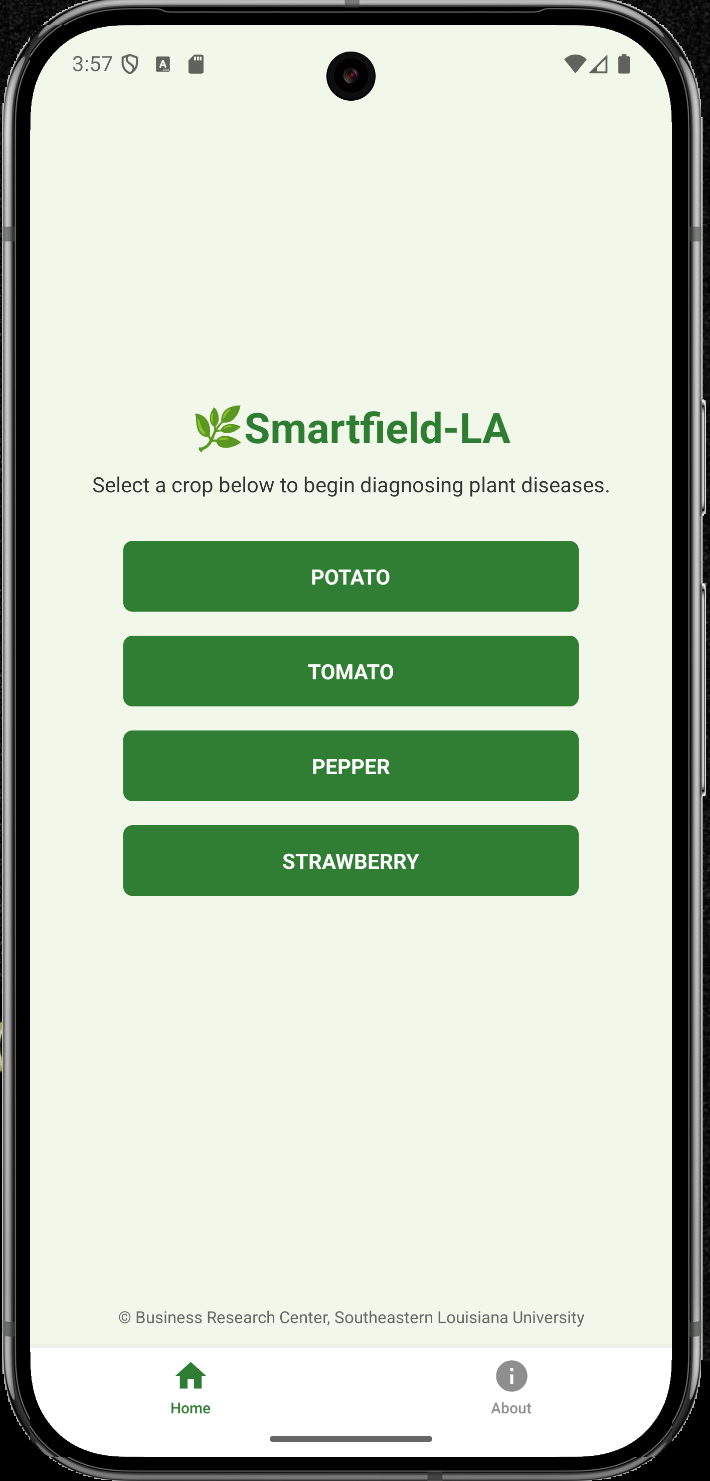 3:57
Smartfield-LA
Select a crop below to begin diagnosing plant diseases.
POTATO
TOMATO
PEPPER
STRAWBERRY
© Business Research Center, Southeastern Louisiana University
Home
About